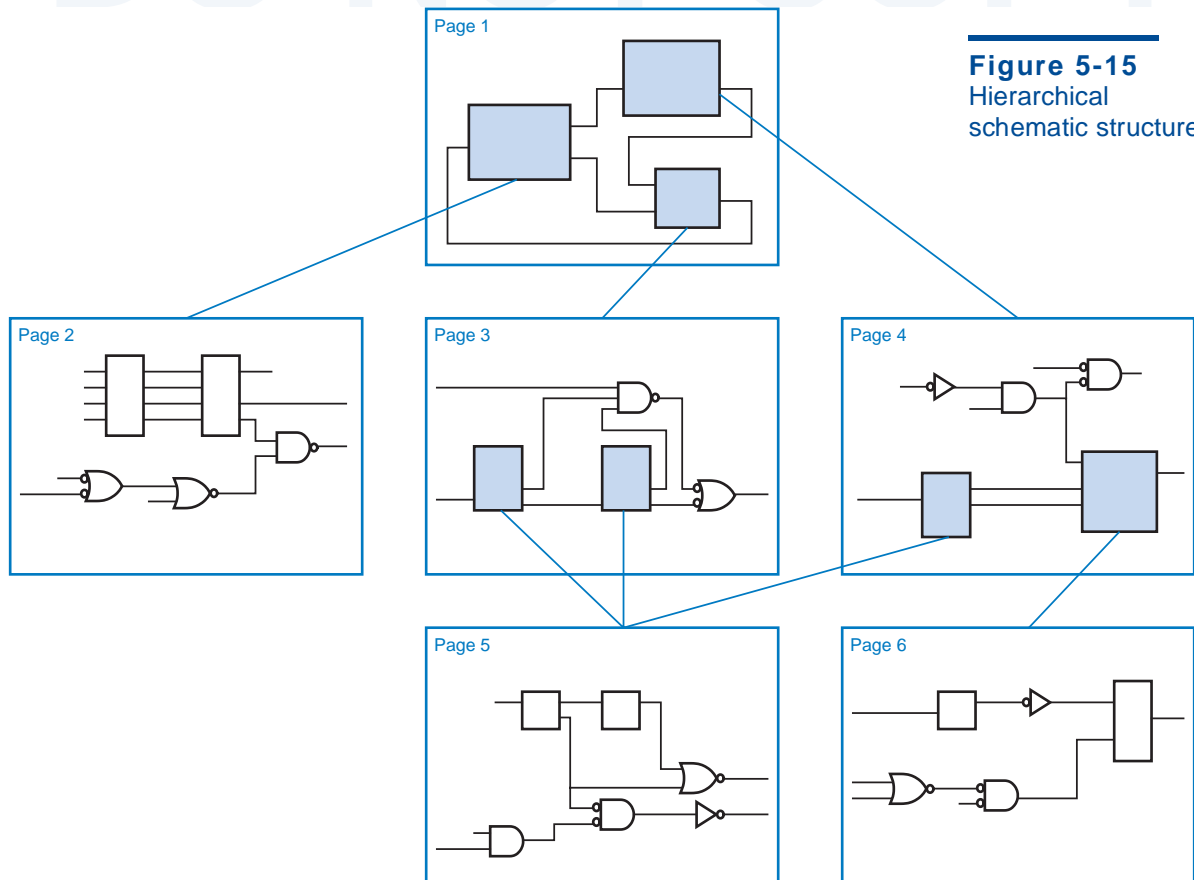 Page 1
Figure 5-15
Hierarchical
schematic structure
Page 2
Page 3
Page 4
Page 5
Page 6